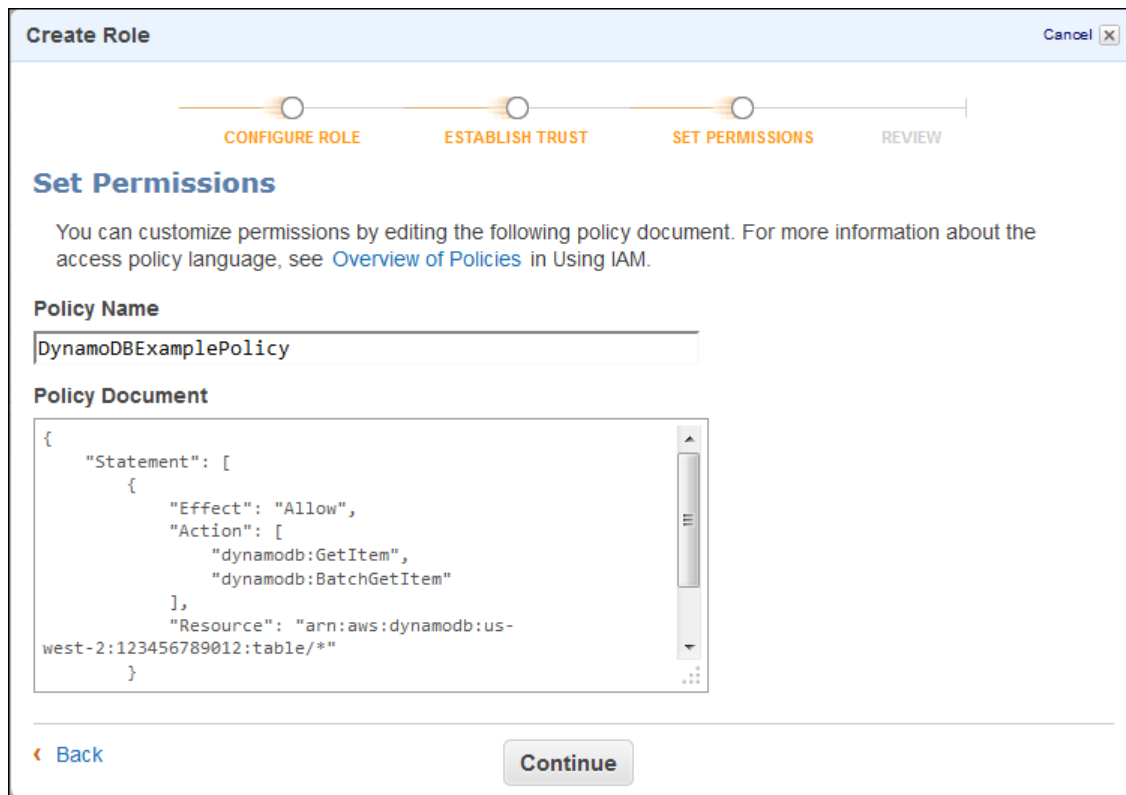 Create Role
Cancel
CONFIGURE ROLE
ESTABLISH TRUST
SET PERMISSIONS
REVIEW
Set Permissions
You can customize permissions by editing the following policy document. For more information about the
access policy language, see Overview of Policies in Using IAM.
Policy Name
DynamoDBExamplePolicy
Policy Document
{
    "Statement": [
        {
            "Effect": "Allow",
            "Action": [
                "dynamodb:GetItem",
                "dynamodb:BatchGetItem"
            ],
            "Resource": "arn:aws:dynamodb:us-
west-2:123456789012:table/*"
        }
Back
Continue